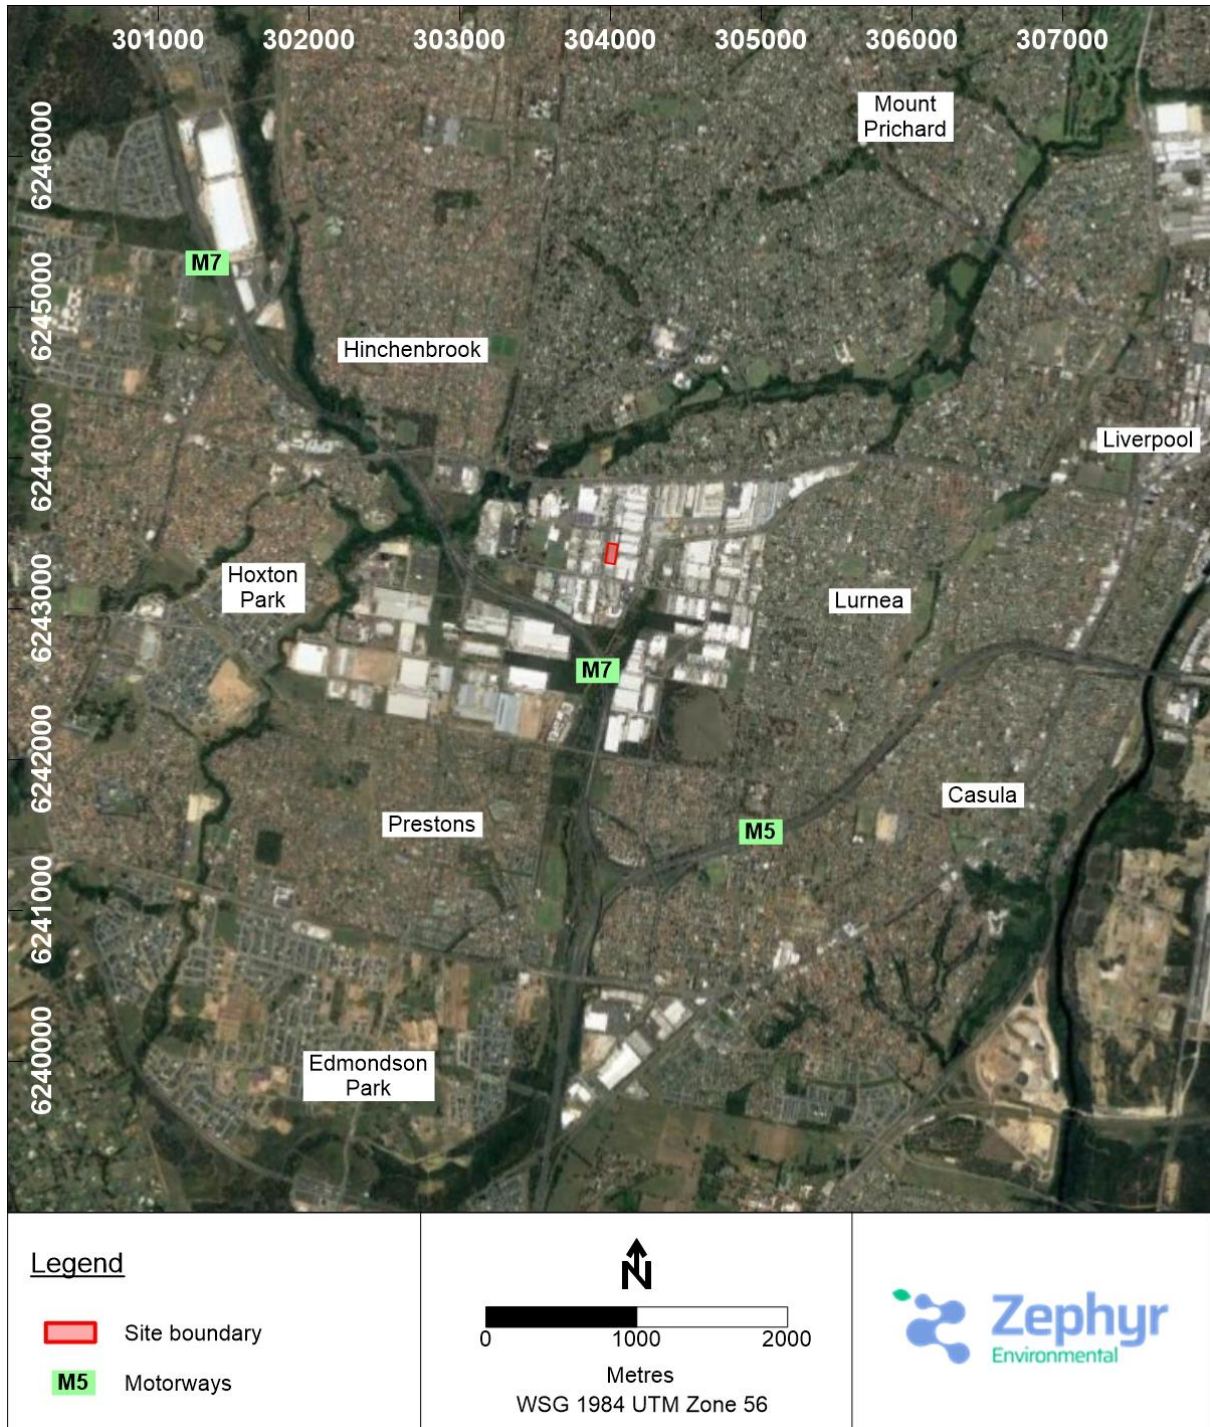 301000 302000 303000 304000 305000 306000 307000
6246000
6245000
6244000
6243000
6242000
6241000
6240000
Mount
Prichard
M7
Hinchenbrook
Liverpool
Hoxton
Park
Lurnea
M7
Casula
Prestons
M5
Edmondson
Park
Legend
Site boundary
M5 Motorways
N
0 1000 2000
Metres
WSG 1984 UTM Zone 56
Zephyr
Environmental